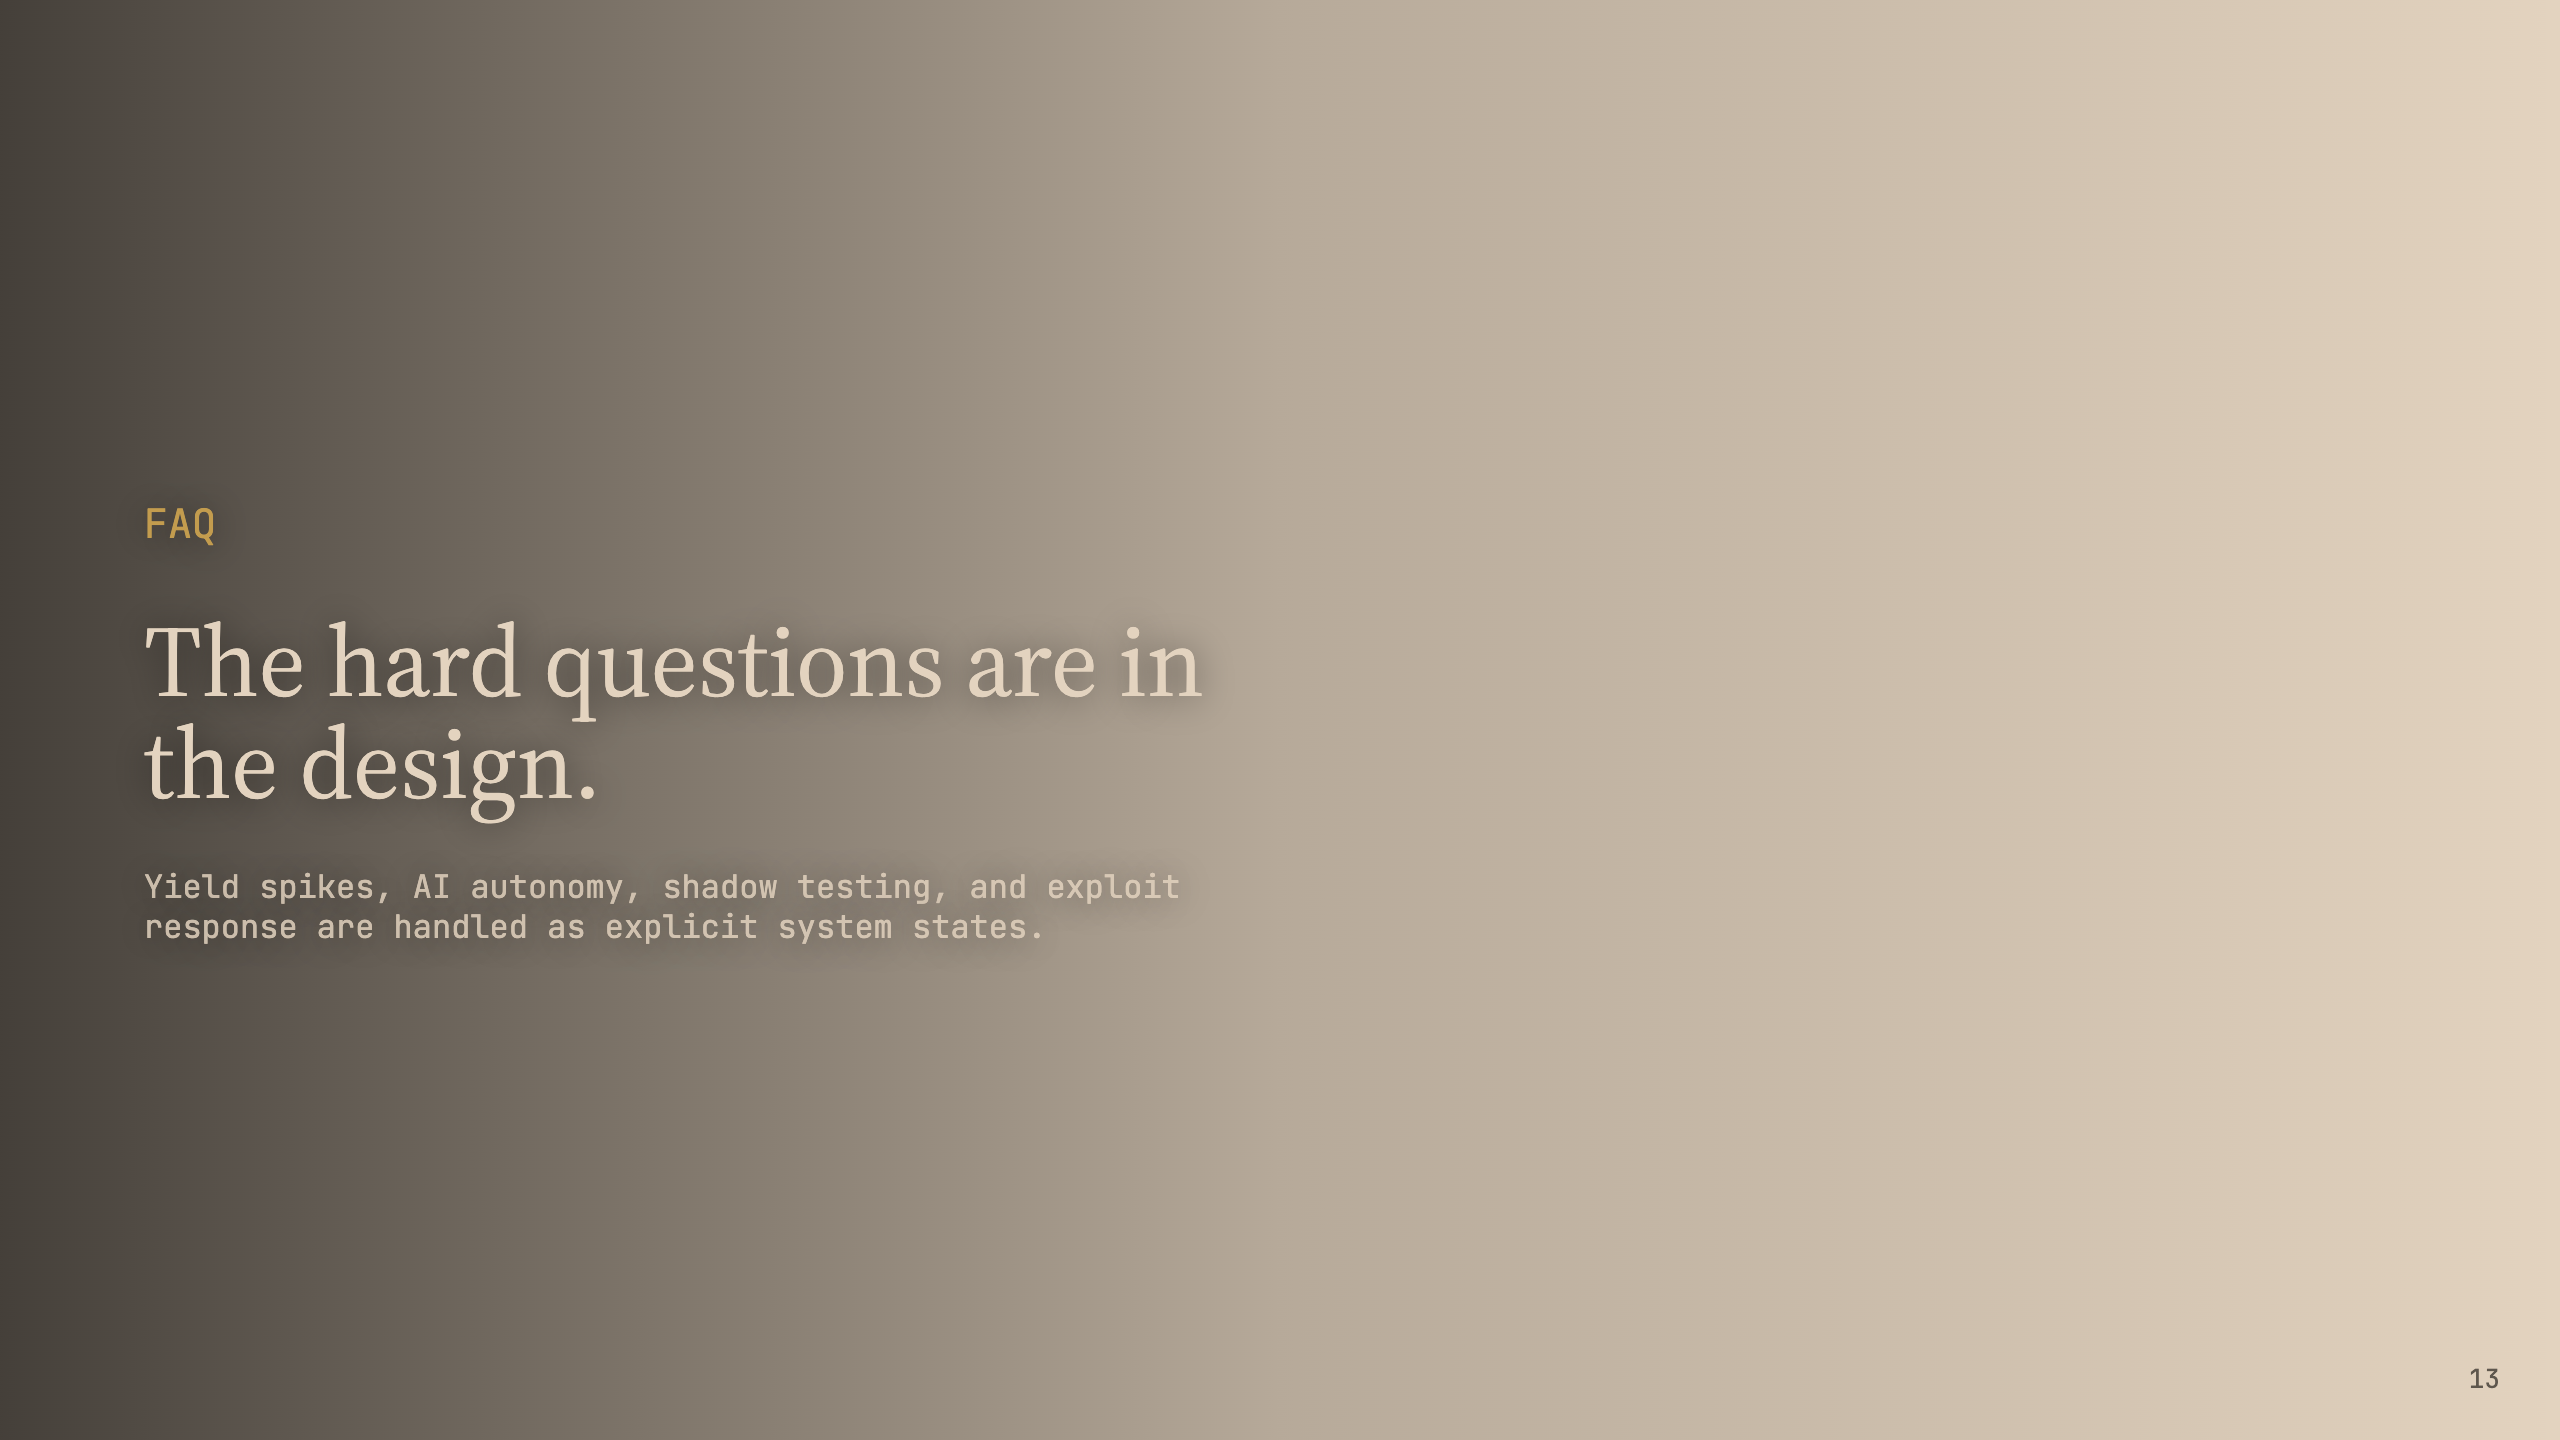 FAQ
The hard questions are in
the design.
Yield spikes, AI autonomy, shadow testing, and exploit
response are handled as explicit system states.
13